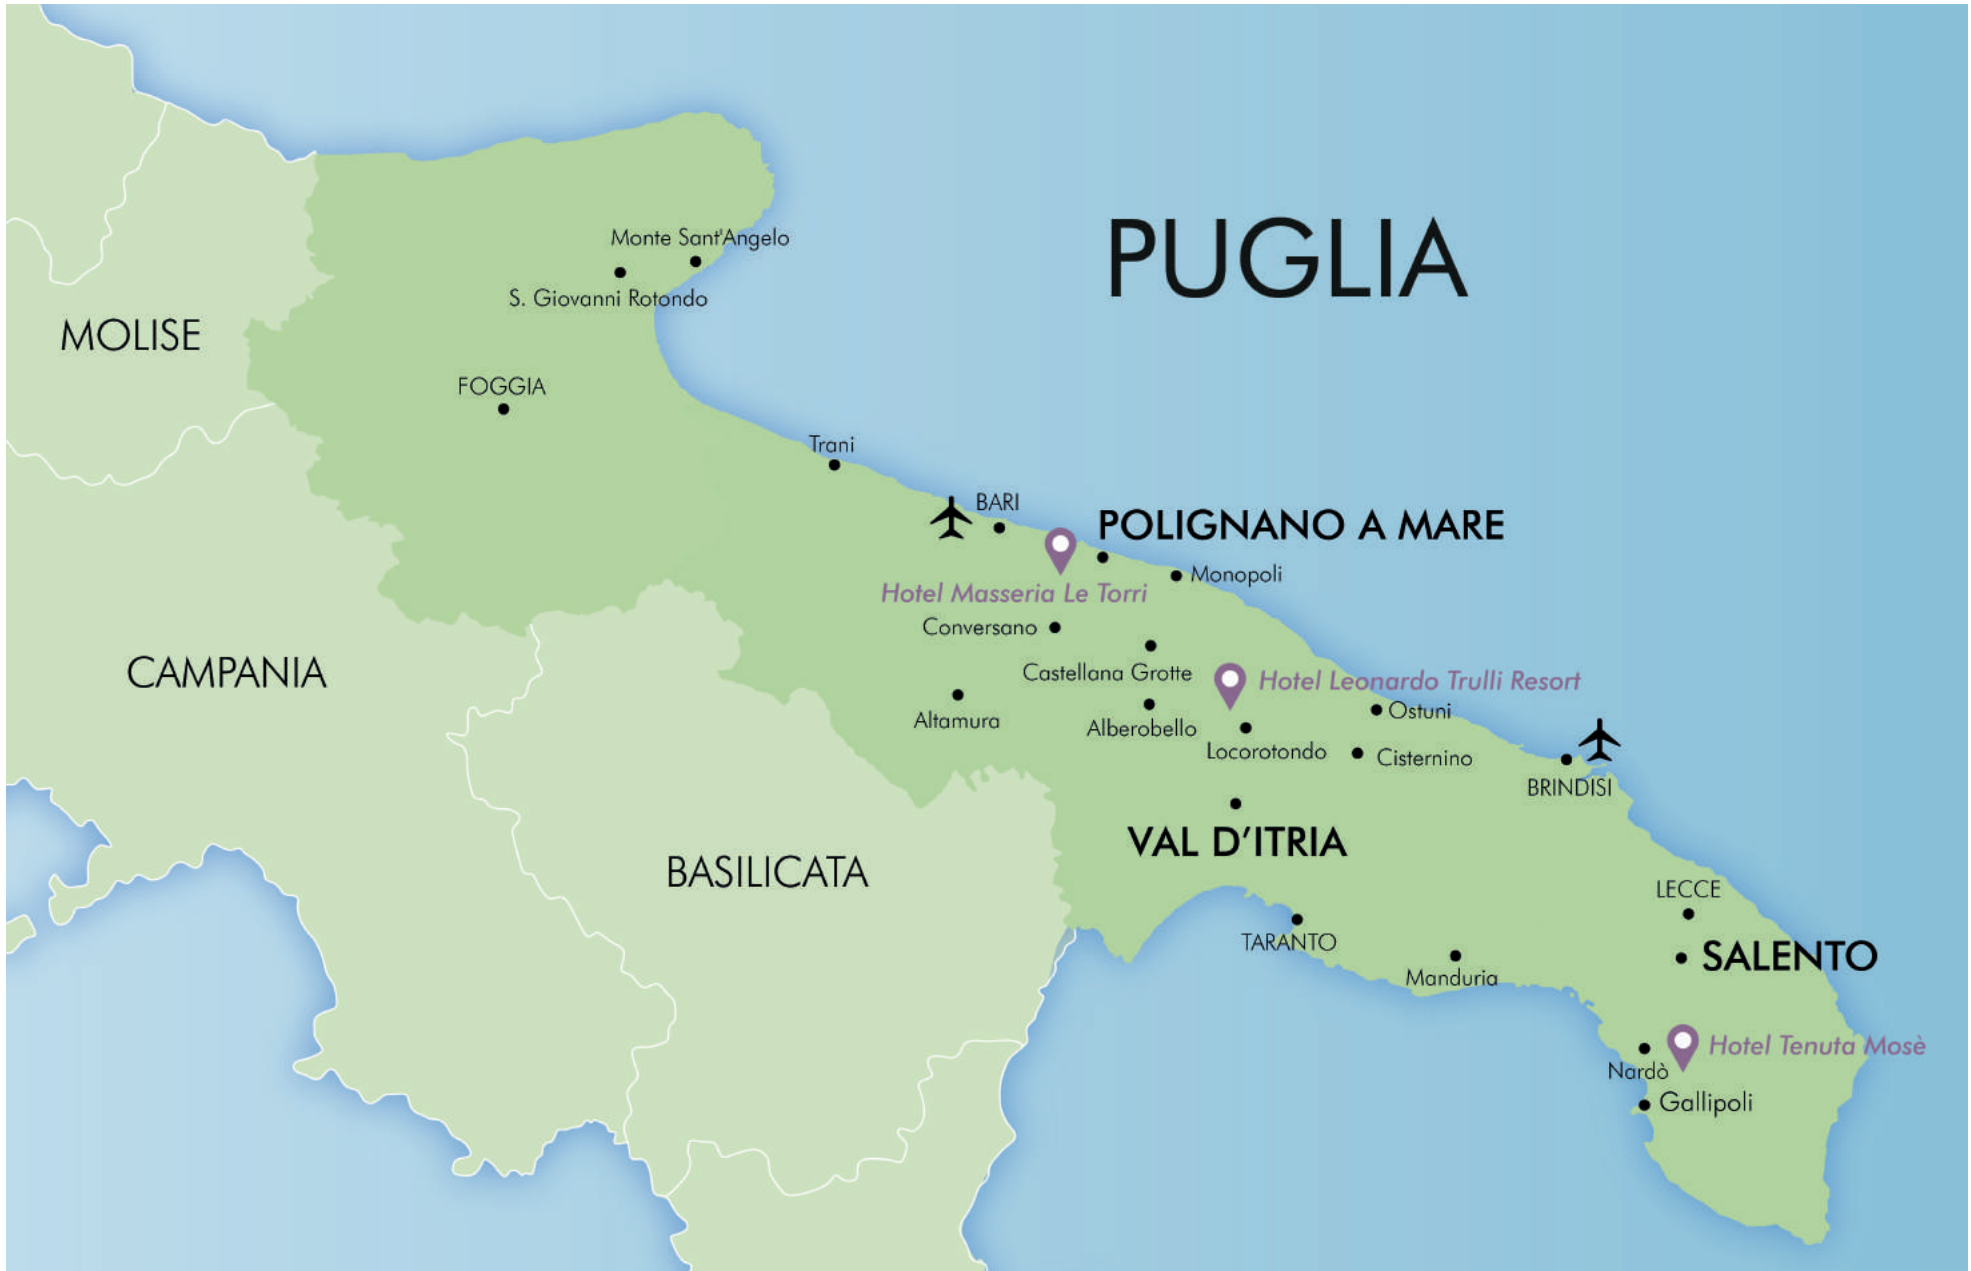 PUGLIA
Monte Sant'Angelo
S. Giovanni Rotondo
MOLISE
FOGGIA
Trani
BARI
POLIGNANO A MARE
Monopoli
Hotel Masseria Le Torri
Conversano
CAMPANIA
Castellana Grotte
Hotel Leonardo Trulli Resort
Altamura
Alberobello
Ostuni
Locorotondo
Cisternino
BRINDISI
VAL D’ITRIA
BASILICATA
LECCE
TARANTO
SALENTO
Manduria
Hotel Tenuta Mosè
Nardò
Gallipoli